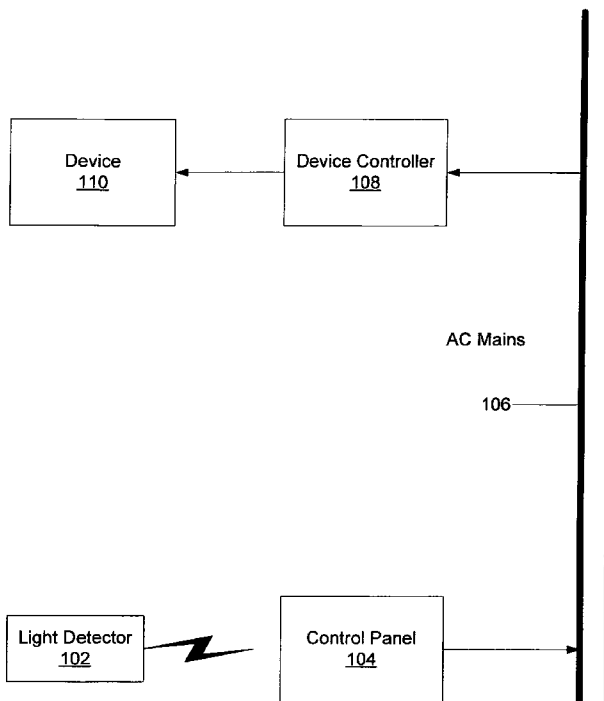 Device
110
Device Controller
108
AC Mains
106
Light Detector
102
Control Panel
104